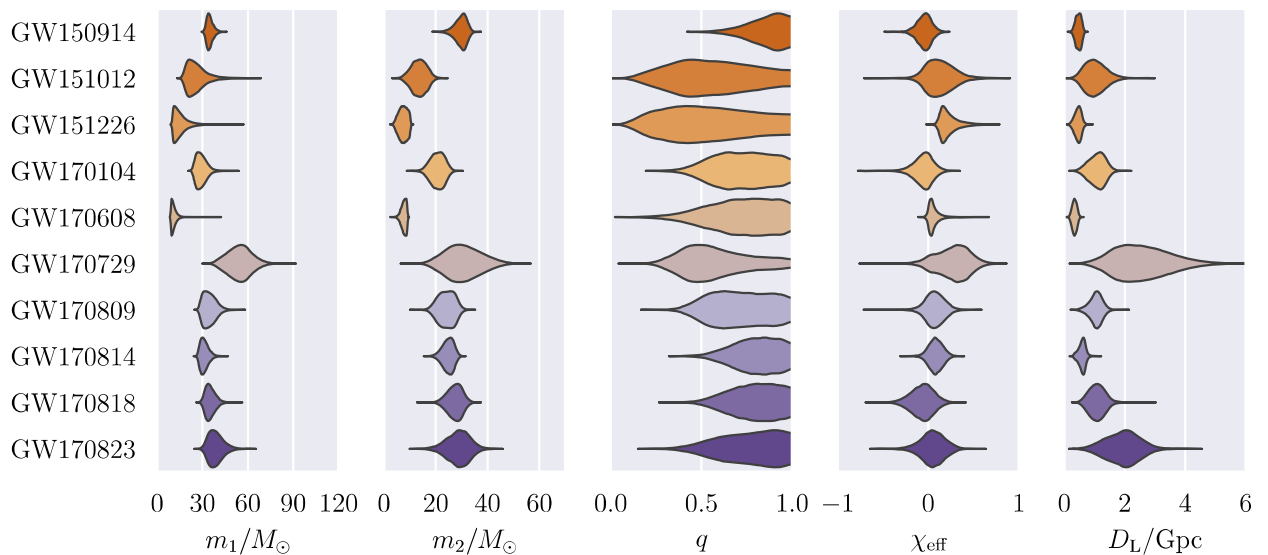 GW150914
GW151012
GW151226
GW170104
GW170608
GW170729
GW170809
GW170814
GW170818
GW170823
0 30 60 90 120 0 20 40 60 0.0 0.5 1.0 −1 0 1 0 2 4 6
m₁/M☉ m₂/M☉ q χeff D_L/Gpc